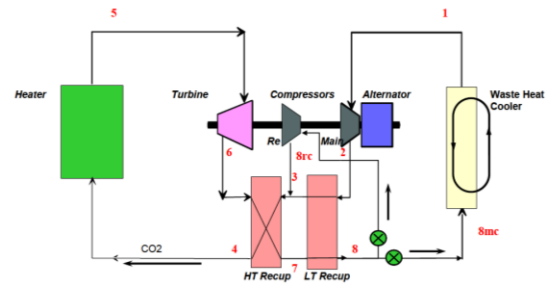 5
1
Heater
Turbine
Compressors
Alternator
Waste Heat
Cooler
Re
Main
6
8rc
2
3
CO2
4
7
8
8mc
HT Recup
LT Recup